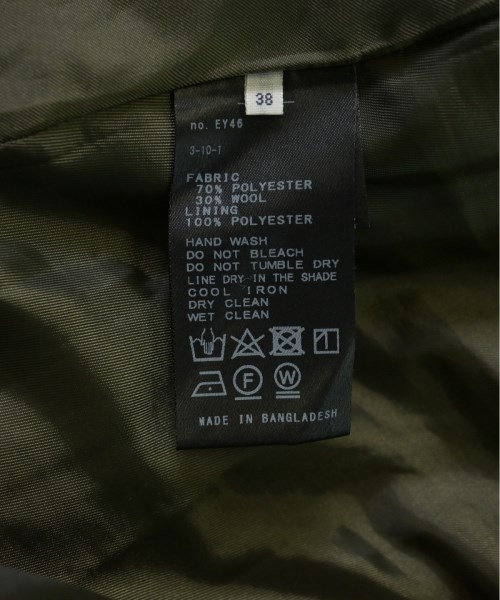 38
no. EY46
3-10-1
FABRIC
70% POLYESTER
30% WOOL
LINING
100% POLYESTER
HAND WASH
DO NOT BLEACH
DO NOT TUMBLE DRY
LINE DRY IN THE SHADE
COOL IRON
DRY CLEAN
WET CLEAN
F W
MADE IN BANGLADESH